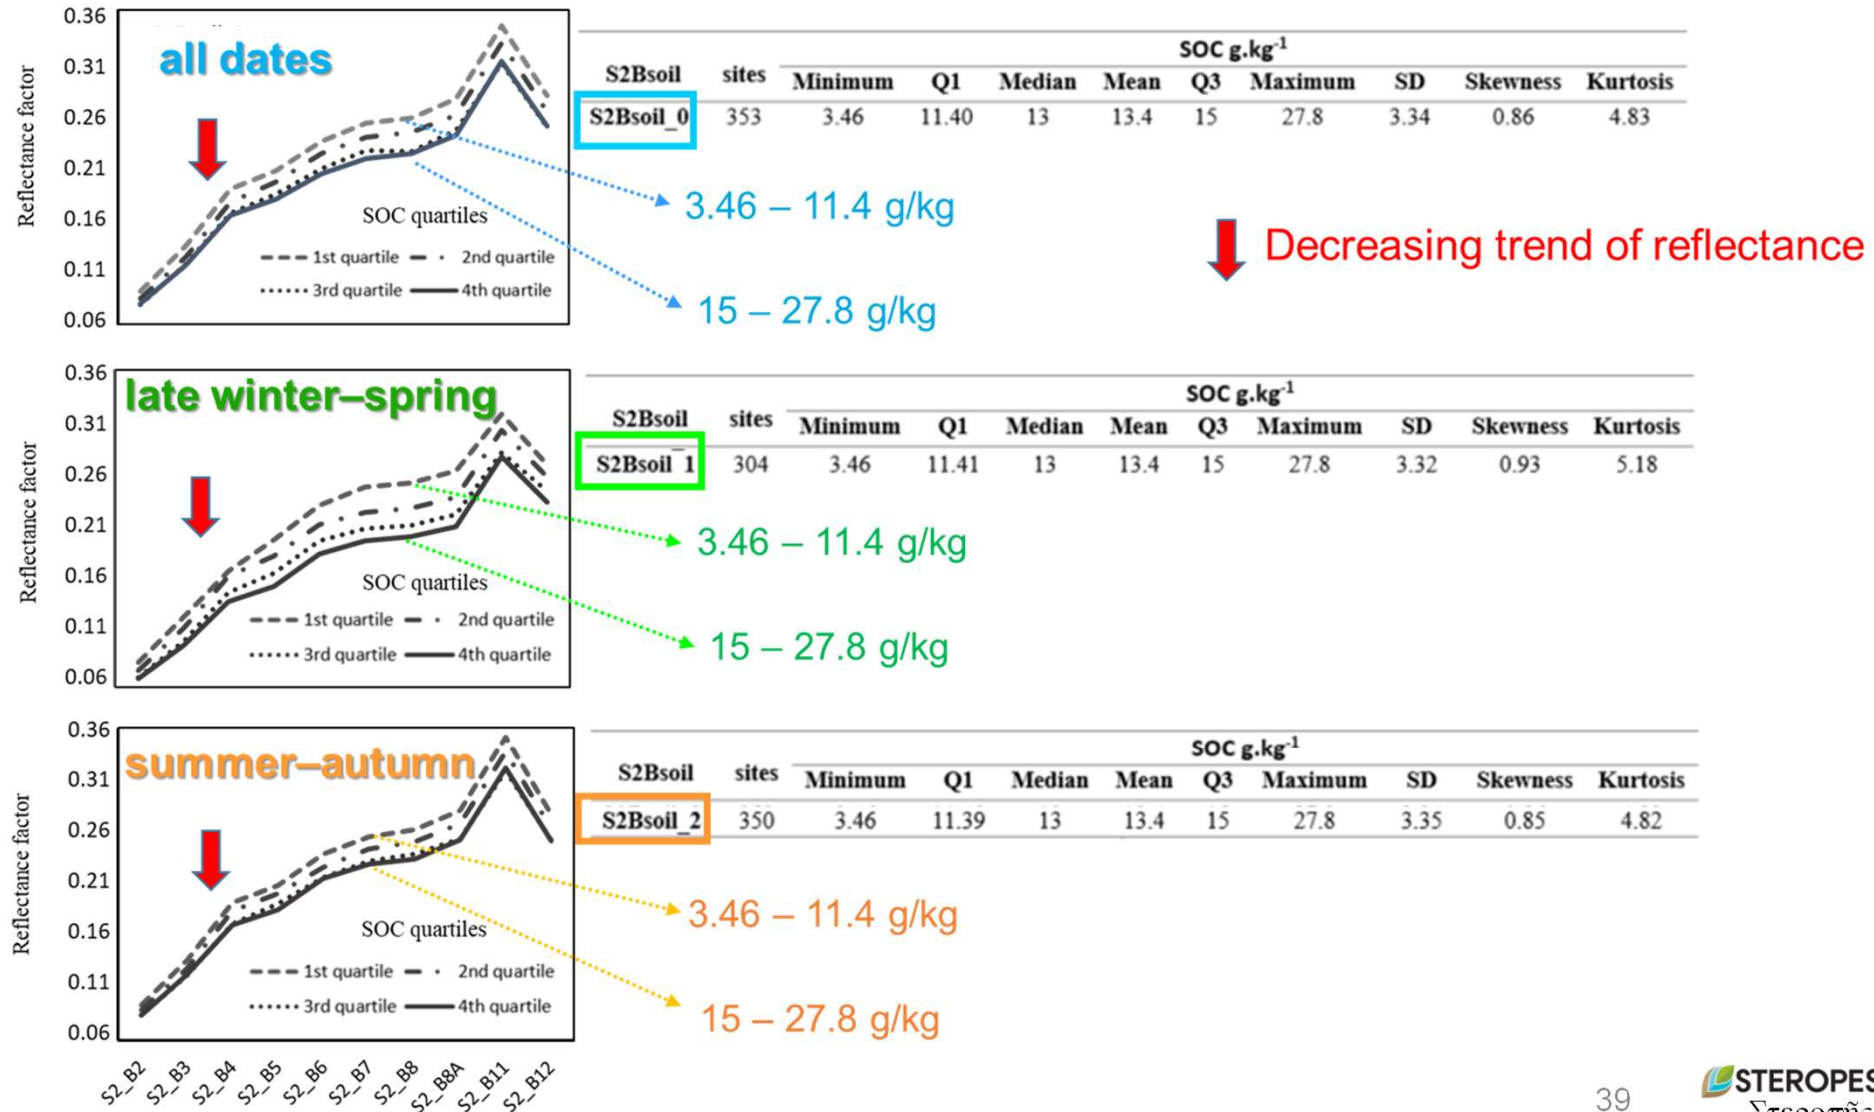 all dates
0.36
0.31
0.26
0.21
0.16
0.11
0.06
Reflectance factor
SOC quartiles
1st quartile 2nd quartile
3rd quartile 4th quartile
SOC g.kg-1
S2Bsoil sites Minimum Q1 Median Mean Q3 Maximum SD Skewness Kurtosis
S2Bsoil_0 353 3.46 11.40 13 13.4 15 27.8 3.34 0.86 4.83
3.46 – 11.4 g/kg
15 – 27.8 g/kg
Decreasing trend of reflectance
late winter–spring
0.36
0.31
0.26
0.21
0.16
0.11
0.06
Reflectance factor
SOC quartiles
1st quartile 2nd quartile
3rd quartile 4th quartile
SOC g.kg-1
S2Bsoil sites Minimum Q1 Median Mean Q3 Maximum SD Skewness Kurtosis
S2Bsoil_1 304 3.46 11.41 13 13.4 15 27.8 3.32 0.93 5.18
3.46 – 11.4 g/kg
15 – 27.8 g/kg
summer–autumn
0.36
0.31
0.26
0.21
0.16
0.11
0.06
Reflectance factor
SOC quartiles
1st quartile 2nd quartile
3rd quartile 4th quartile
S2_B2 S2_B3 S2_B4 S2_B5 S2_B6 S2_B7 S2_B8 S2_B8A S2_B11 S2_B12
SOC g.kg-1
S2Bsoil sites Minimum Q1 Median Mean Q3 Maximum SD Skewness Kurtosis
S2Bsoil_2 350 3.46 11.39 13 13.4 15 27.8 3.35 0.85 4.82
3.46 – 11.4 g/kg
15 – 27.8 g/kg
39
STEROPES